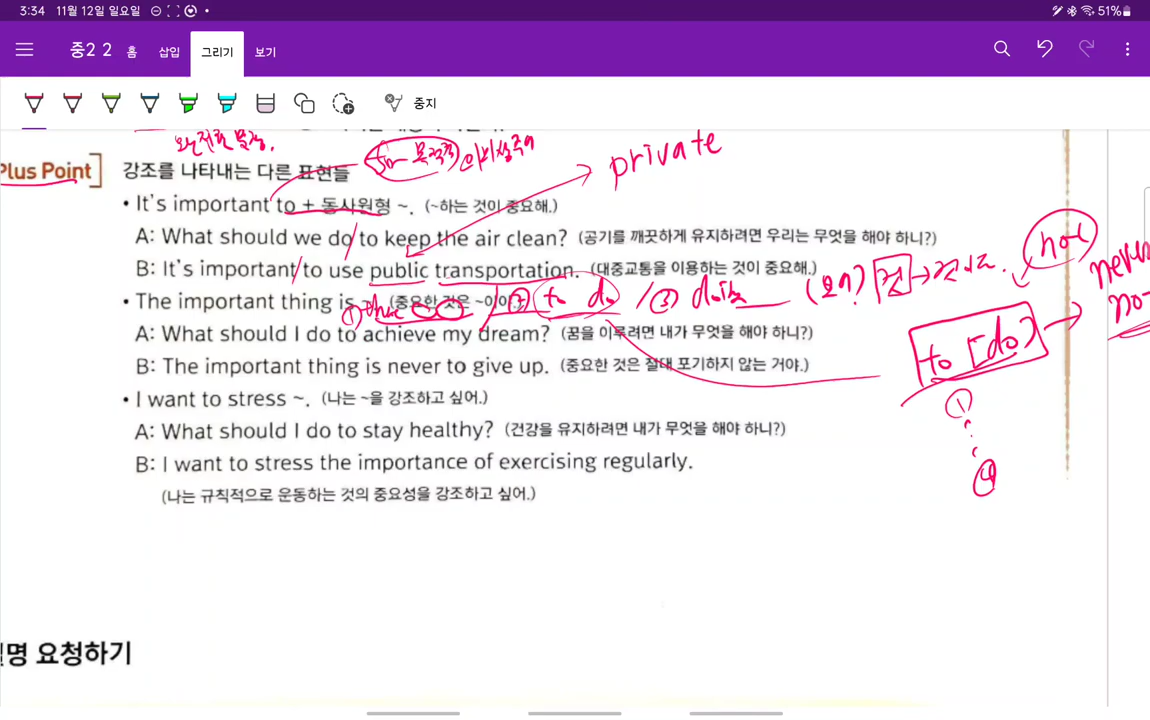 3:34 11월 12일 일요일 51%
중2 2 홈 삽입 그리기 보기
중지
private
for 목적격
Plus Point 강조를 나타내는 다른 표현들
• It's important to + 동사원형 ~. (~하는 것이 중요해.)
A: What should we do to keep the air clean? (공기를 깨끗하게 유지하려면 우리는 무엇을 해야 하니?)
not
B: It's important to use public transportation. (대중교통을 이용하는 것이 중요해.)
never
• The important thing is ~. (중요한 것은 ~이야.)
① that ② to do / ③ doing
to [do]
A: What should I do to achieve my dream? (꿈을 이루려면 내가 무엇을 해야 하니?)
B: The important thing is never to give up. (중요한 것은 절대 포기하지 않는 거야.)
• I want to stress ~. (나는 ~을 강조하고 싶어.)
①
A: What should I do to stay healthy? (건강을 유지하려면 내가 무엇을 해야 하니?)
B: I want to stress the importance of exercising regularly.
④
(나는 규칙적으로 운동하는 것의 중요성을 강조하고 싶어.)
명 요청하기